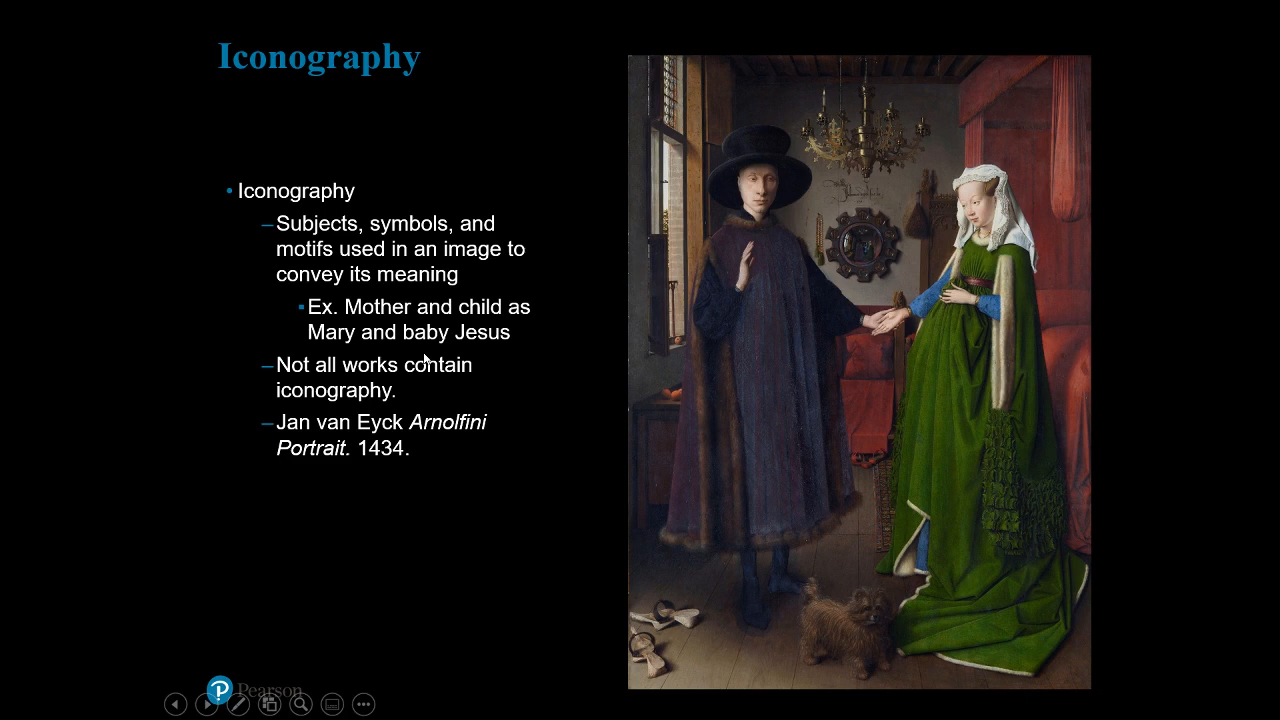 Iconography
• Iconography
–Subjects, symbols, and
motifs used in an image to
convey its meaning
▪Ex. Mother and child as
Mary and baby Jesus
–Not all works contain
iconography.
–Jan van Eyck Arnolfini
Portrait. 1434.
P Pearson